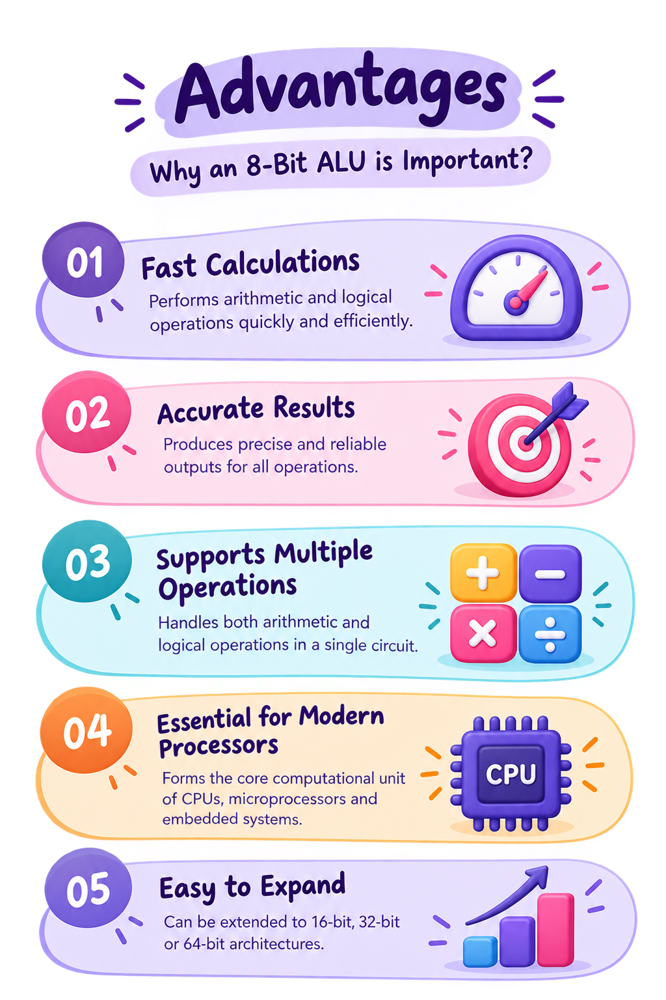 Advantages
Why an 8-Bit ALU is Important?
01
Fast Calculations
Performs arithmetic and logical
operations quickly and efficiently.
02
Accurate Results
Produces precise and reliable
outputs for all operations.
03
Supports Multiple
Operations
Handles both arithmetic and
logical operations in a single circuit.
04
Essential for Modern
Processors
Forms the core computational unit
of CPUs, microprocessors and
embedded systems.
CPU
05
Easy to Expand
Can be extended to 16-bit, 32-bit
or 64-bit architectures.